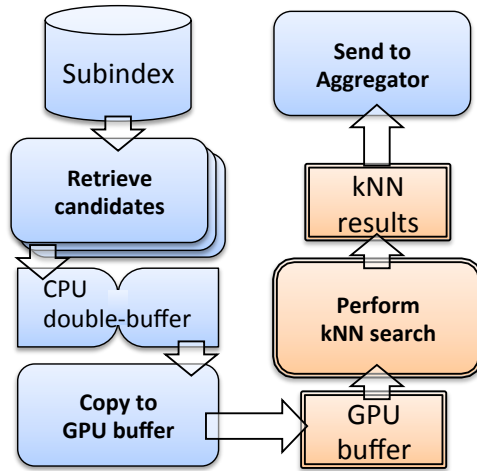 Subindex
Retrieve
candidates
CPU
double-buffer
Copy to
GPU buffer
GPU
buffer
Perform
kNN search
kNN
results
Send to
Aggregator